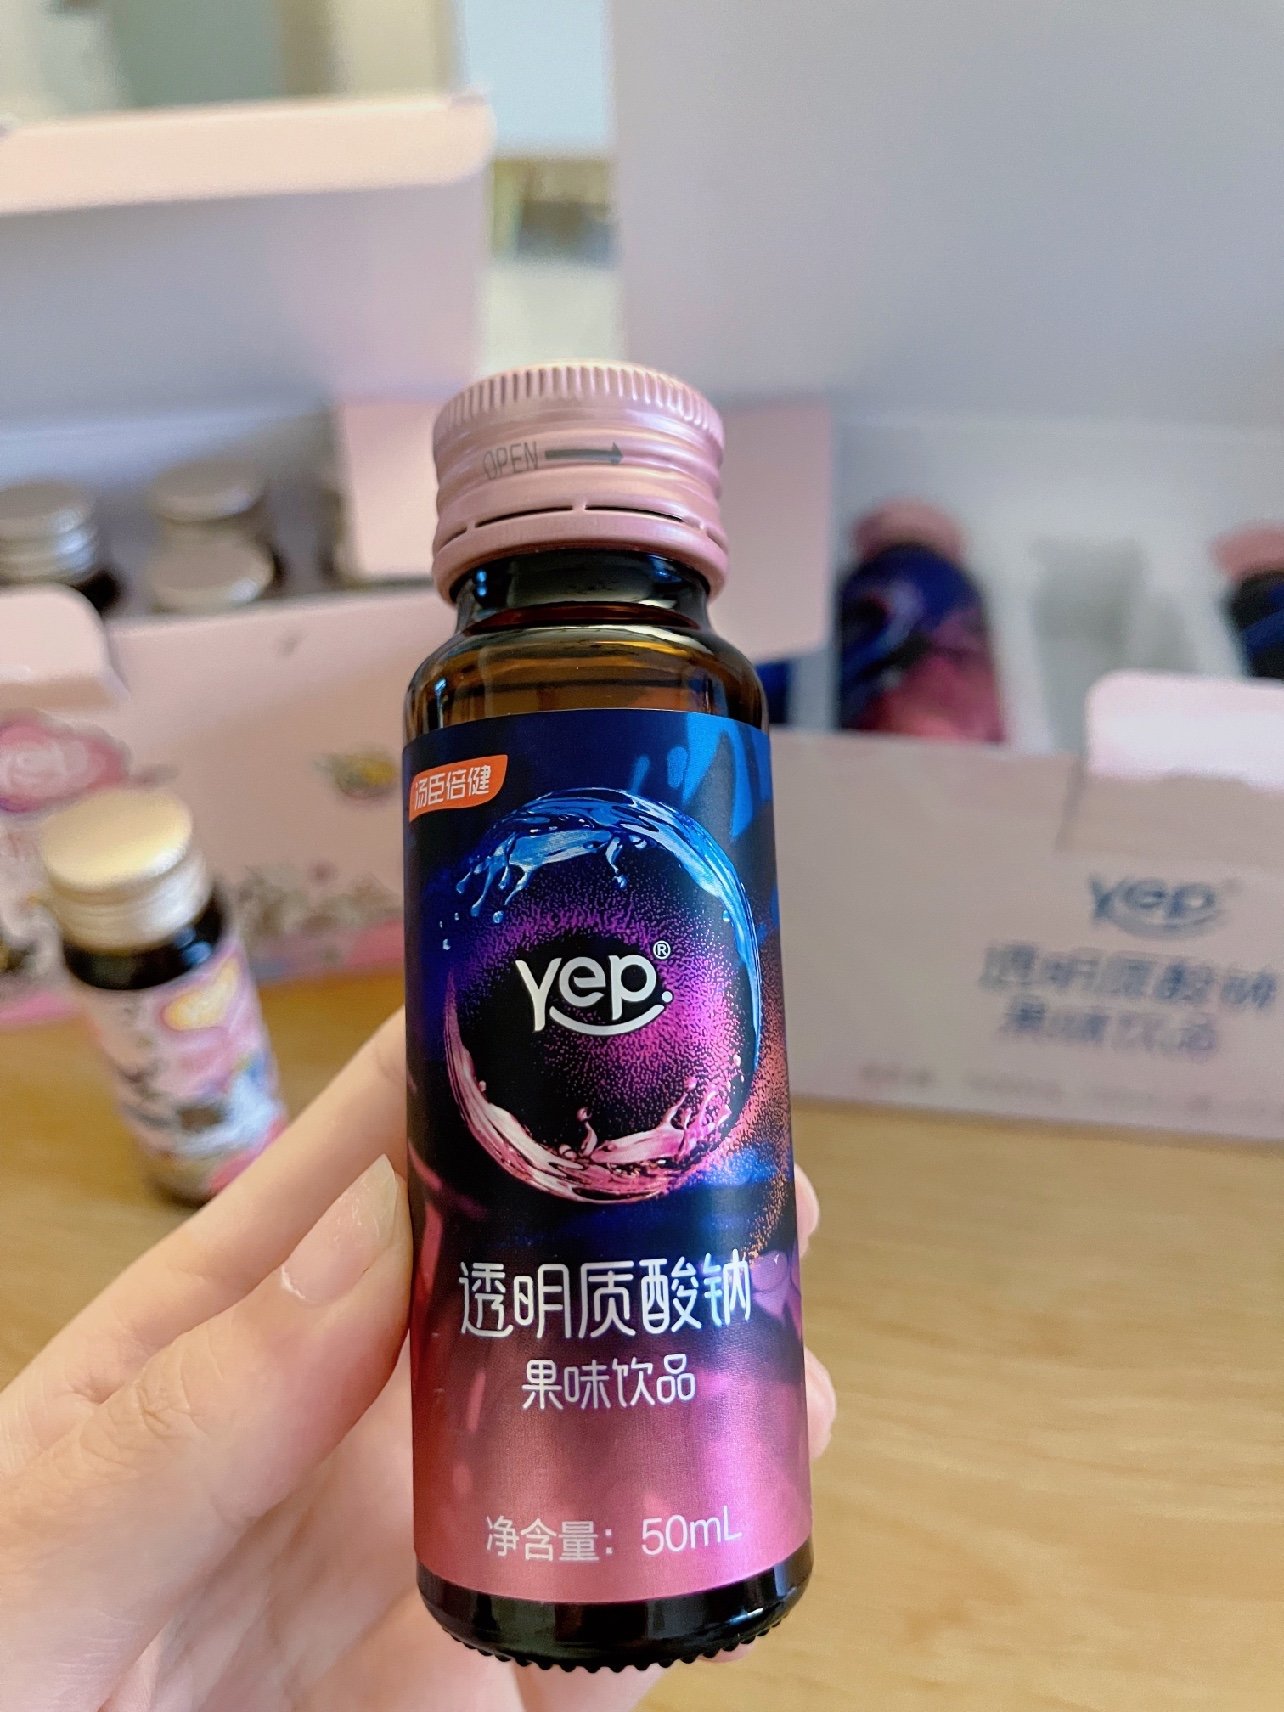 OPEN
汤臣倍健
yep.®
透明质酸钠
果味饮品
净含量：50mL
yep.
透明质酸钠
果味饮品